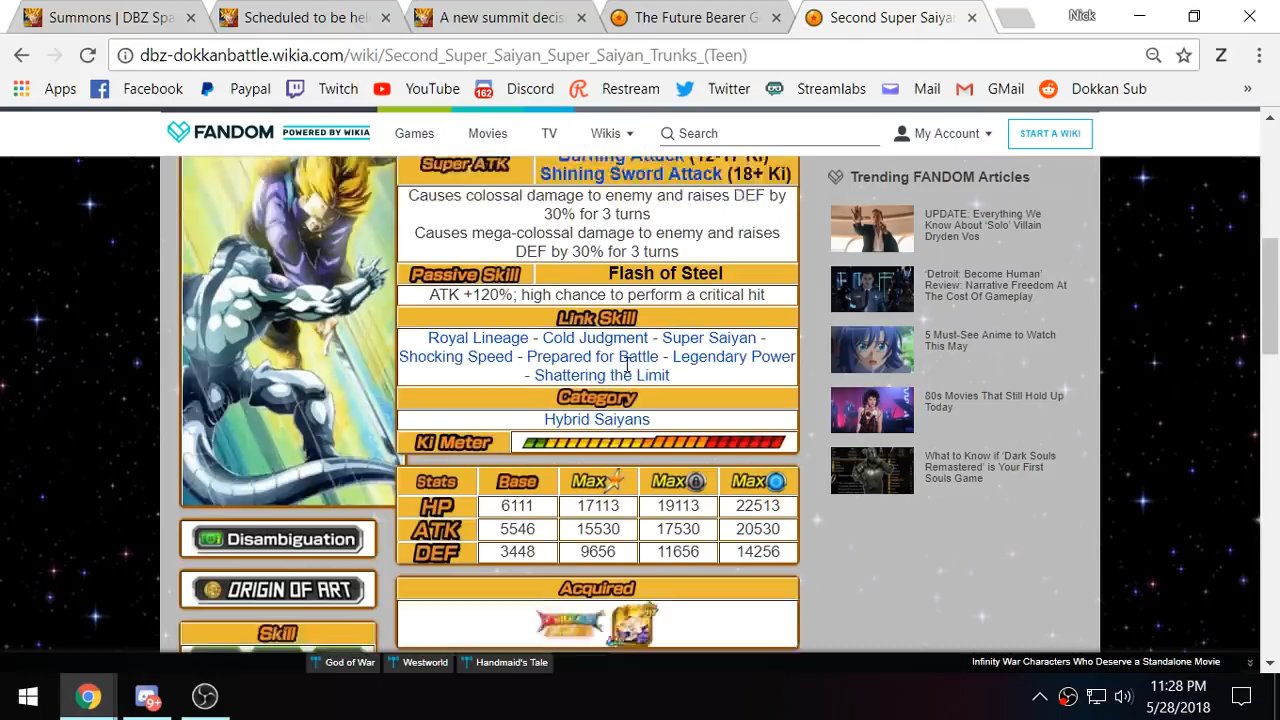 Summons | DBZ Spa
Scheduled to be hel
A new summit decis
The Future Bearer G
Second Super Saiya
Nick
dbz-dokkanbattle.wikia.com/wiki/Second_Super_Saiyan_Super_Saiyan_Trunks_(Teen)
Z
Apps
Facebook
Paypal
Twitch
YouTube
162
Discord
Restream
Twitter
Streamlabs
Mail
GMail
Dokkan Sub
»
FANDOM
POWERED BY WIKIA
Games
Movies
TV
Wikis
Search
My Account
START A WIKI
Super ATK
Burning Attack (12-17 Ki)
Shining Sword Attack (18+ Ki)
Causes colossal damage to enemy and raises DEF by
30% for 3 turns
Causes mega-colossal damage to enemy and raises
DEF by 30% for 3 turns
Passive Skill
Flash of Steel
ATK +120%; high chance to perform a critical hit
Link Skill
Royal Lineage - Cold Judgment - Super Saiyan -
Shocking Speed - Prepared for Battle - Legendary Power
- Shattering the Limit
Category
Hybrid Saiyans
Ki Meter
Stats Base Max Max Max
HP 6111 17113 19113 22513
ATK 5546 15530 17530 20530
DEF 3448 9656 11656 14256
Acquired
Disambiguation
ORIGIN OF ART
Skill
Trending FANDOM Articles
UPDATE: Everything We
Know About 'Solo' Villain
Dryden Vos
'Detroit: Become Human'
Review: Narrative Freedom At
The Cost Of Gameplay
5 Must-See Anime to Watch
This May
80s Movies That Still Hold Up
Today
What to Know if 'Dark Souls
Remastered' is Your First
Souls Game
God of War
Westworld
Handmaid's Tale
Infinity War Characters Who Deserve a Standalone Movie
9+
11:28 PM
5/28/2018